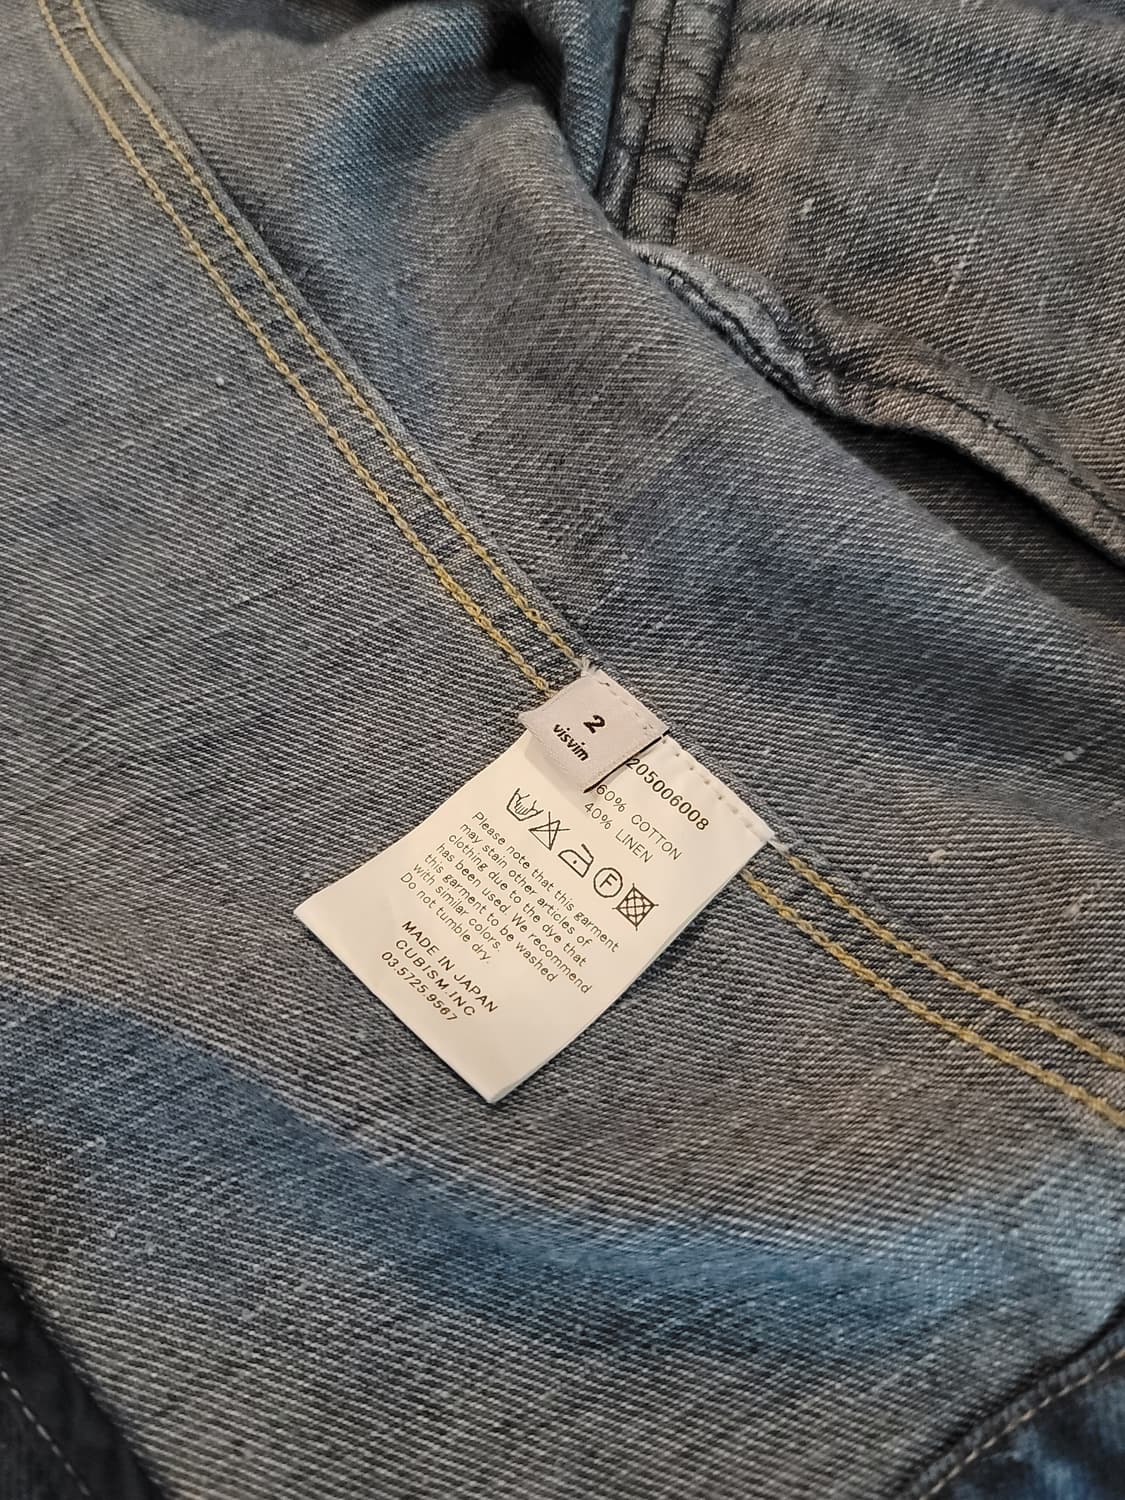 2
visvim
205006008
60% COTTON
40% LINEN
F
Please note that this garment
may stain other articles of
clothing due to the dye that
has been used. We recommend
this garment to be washed
with similar colors.
Do not tumble dry.
MADE IN JAPAN
CUBISM INC
03.5725.9567